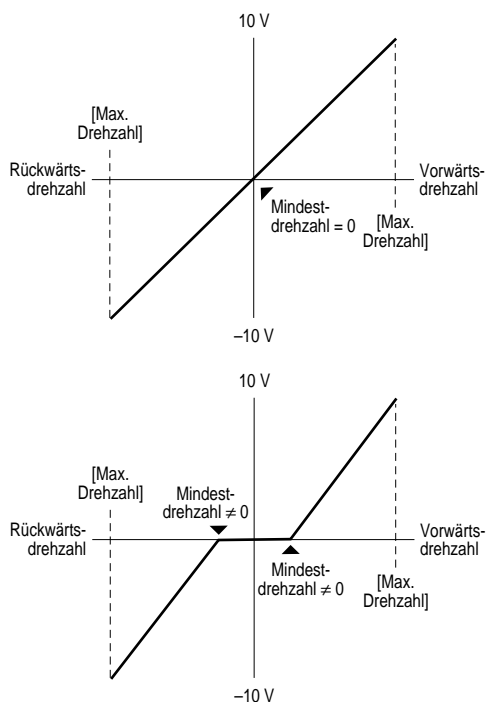 10 V
[Max.
Drehzahl]
Rückwärts-
drehzahl
Vorwärts-
drehzahl
Mindest-
drehzahl = 0
[Max.
Drehzahl]
–10 V
10 V
[Max.
Drehzahl]
Mindest-
drehzahl ≠ 0
Rückwärts-
drehzahl
Vorwärts-
drehzahl
Mindest-
drehzahl ≠ 0
[Max.
Drehzahl]
–10 V